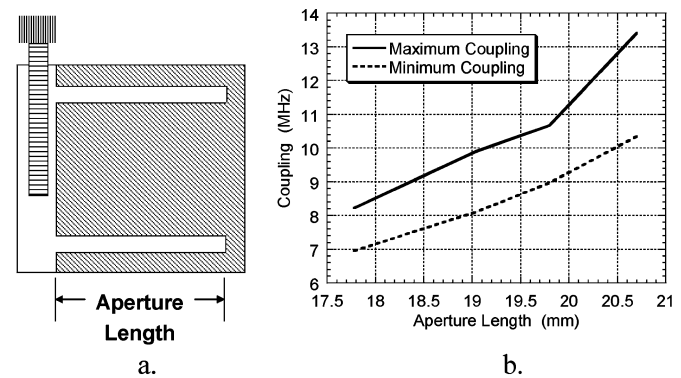 Aperture
Length
a.
14
13
12
11
10
9
8
7
6
Coupling (MHz)
Maximum Coupling
Minimum Coupling
17.5 18 18.5 19 19.5 20 20.5 21
Aperture Length (mm)
b.